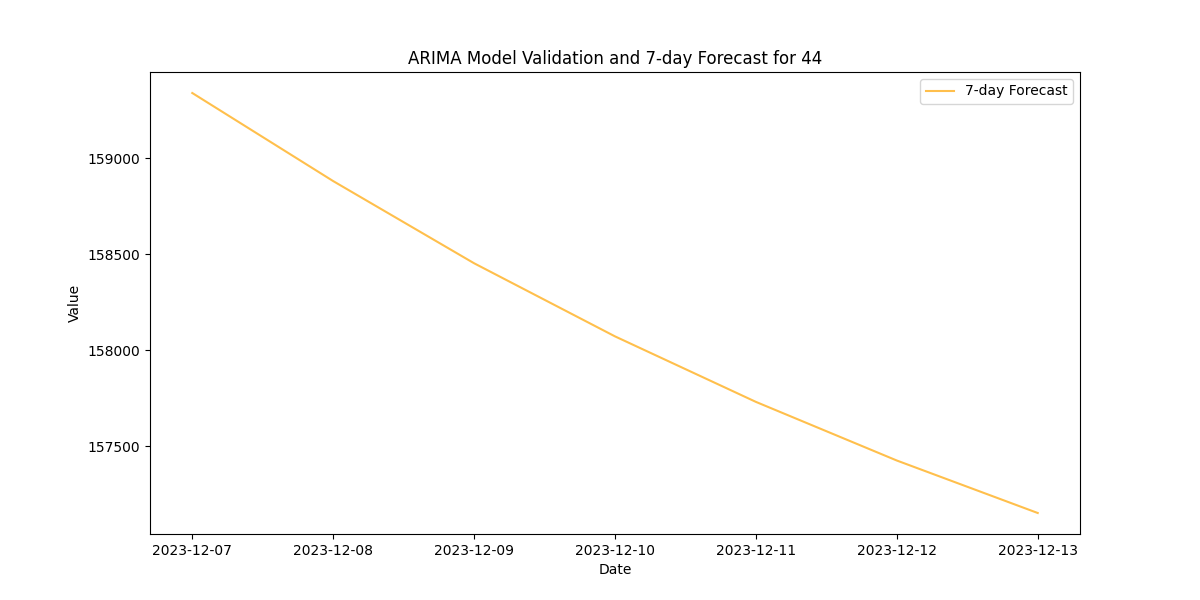 ARIMA Model Validation and 7-day Forecast for 44
7-day Forecast
159000
158500
158000
157500
Value
2023-12-07 2023-12-08 2023-12-09 2023-12-10 2023-12-11 2023-12-12 2023-12-13
Date